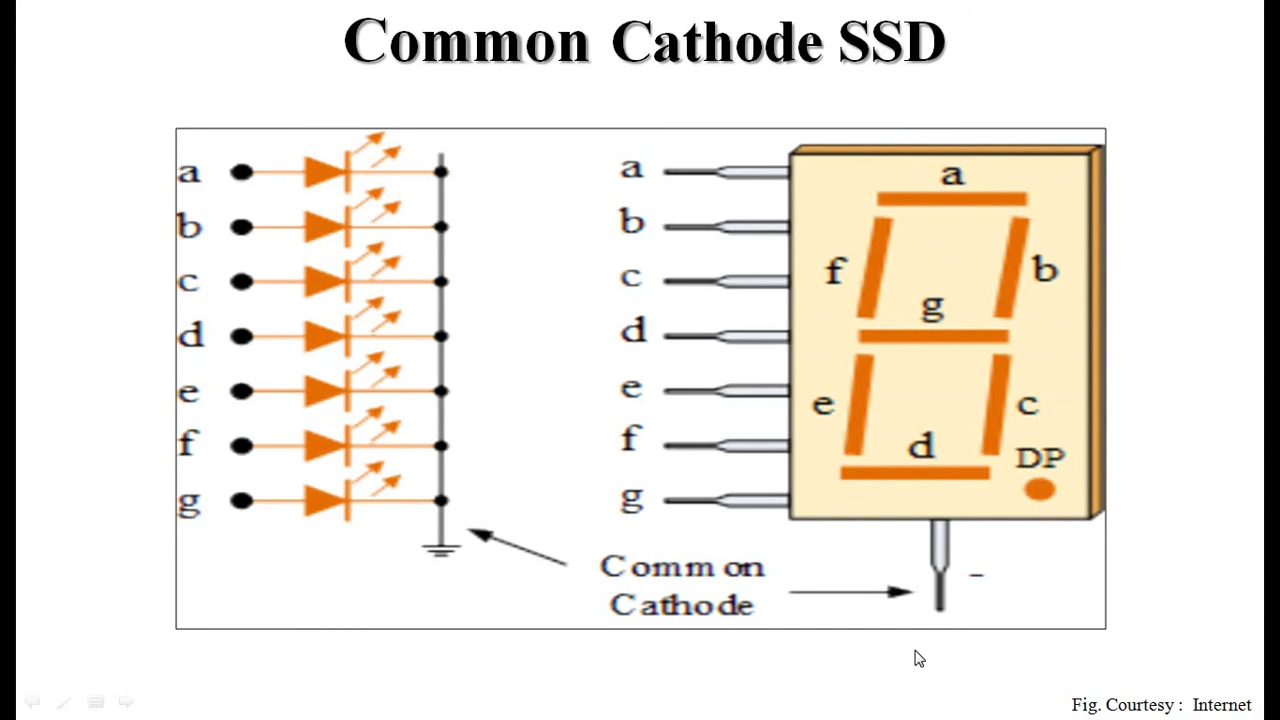 Common Cathode SSD
a
b
c
d
e
f
g
a
b
c
d
e
f
g
a
f
b
g
e
c
d
DP
Common
Cathode
-
Fig. Courtesy : Internet